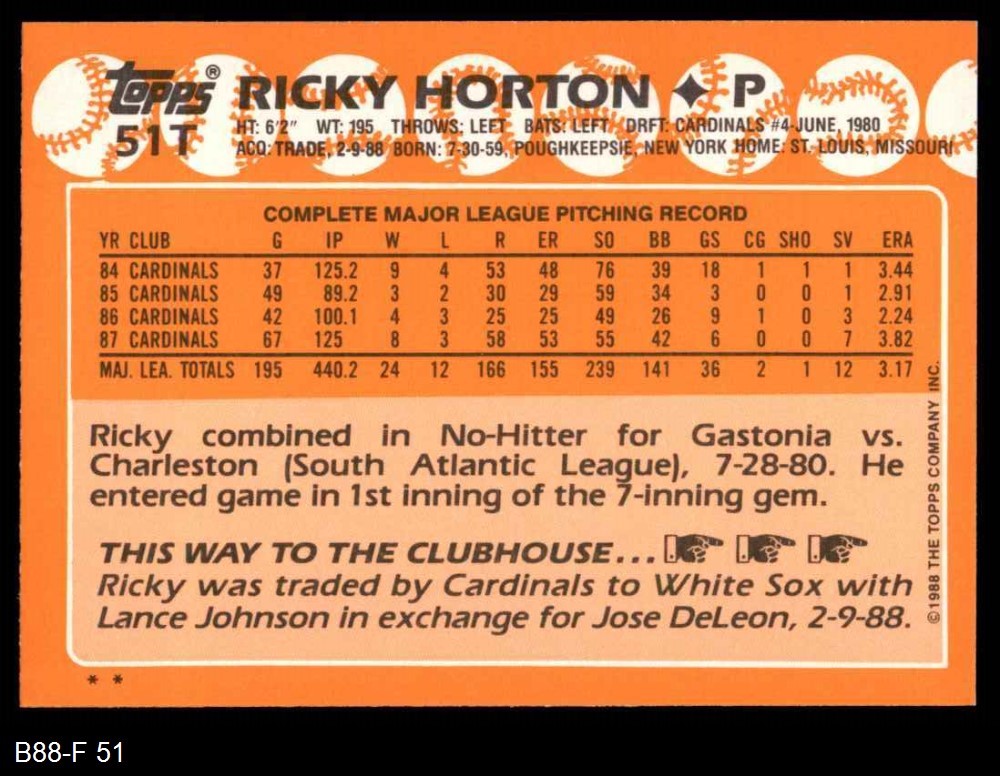 topps® RICKY HORTON ✦ P
51T
HT: 6'2" WT: 195 THROWS: LEFT BATS: LEFT DRFT: CARDINALS #4-JUNE, 1980
ACQ: TRADE, 2-9-88 BORN: 7-30-59, POUGHKEEPSIE, NEW YORK HOME: ST. LOUIS, MISSOURI
COMPLETE MAJOR LEAGUE PITCHING RECORD
YR CLUB G IP W L R ER SO BB GS CG SHO SV ERA
84 CARDINALS 37 125.2 9 4 53 48 76 39 18 1 1 1 3.44
85 CARDINALS 49 89.2 3 2 30 29 59 34 3 0 0 1 2.91
86 CARDINALS 42 100.1 4 3 25 25 49 26 9 1 0 3 2.24
87 CARDINALS 67 125 8 3 58 53 55 42 6 0 0 7 3.82
MAJ. LEA. TOTALS 195 440.2 24 12 166 155 239 141 36 2 1 12 3.17
Ricky combined in No-Hitter for Gastonia vs.
Charleston (South Atlantic League), 7-28-80. He
entered game in 1st inning of the 7-inning gem.
THIS WAY TO THE CLUBHOUSE...
Ricky was traded by Cardinals to White Sox with
Lance Johnson in exchange for Jose DeLeon, 2-9-88.
©1988 THE TOPPS COMPANY INC.
* *
B88-F 51